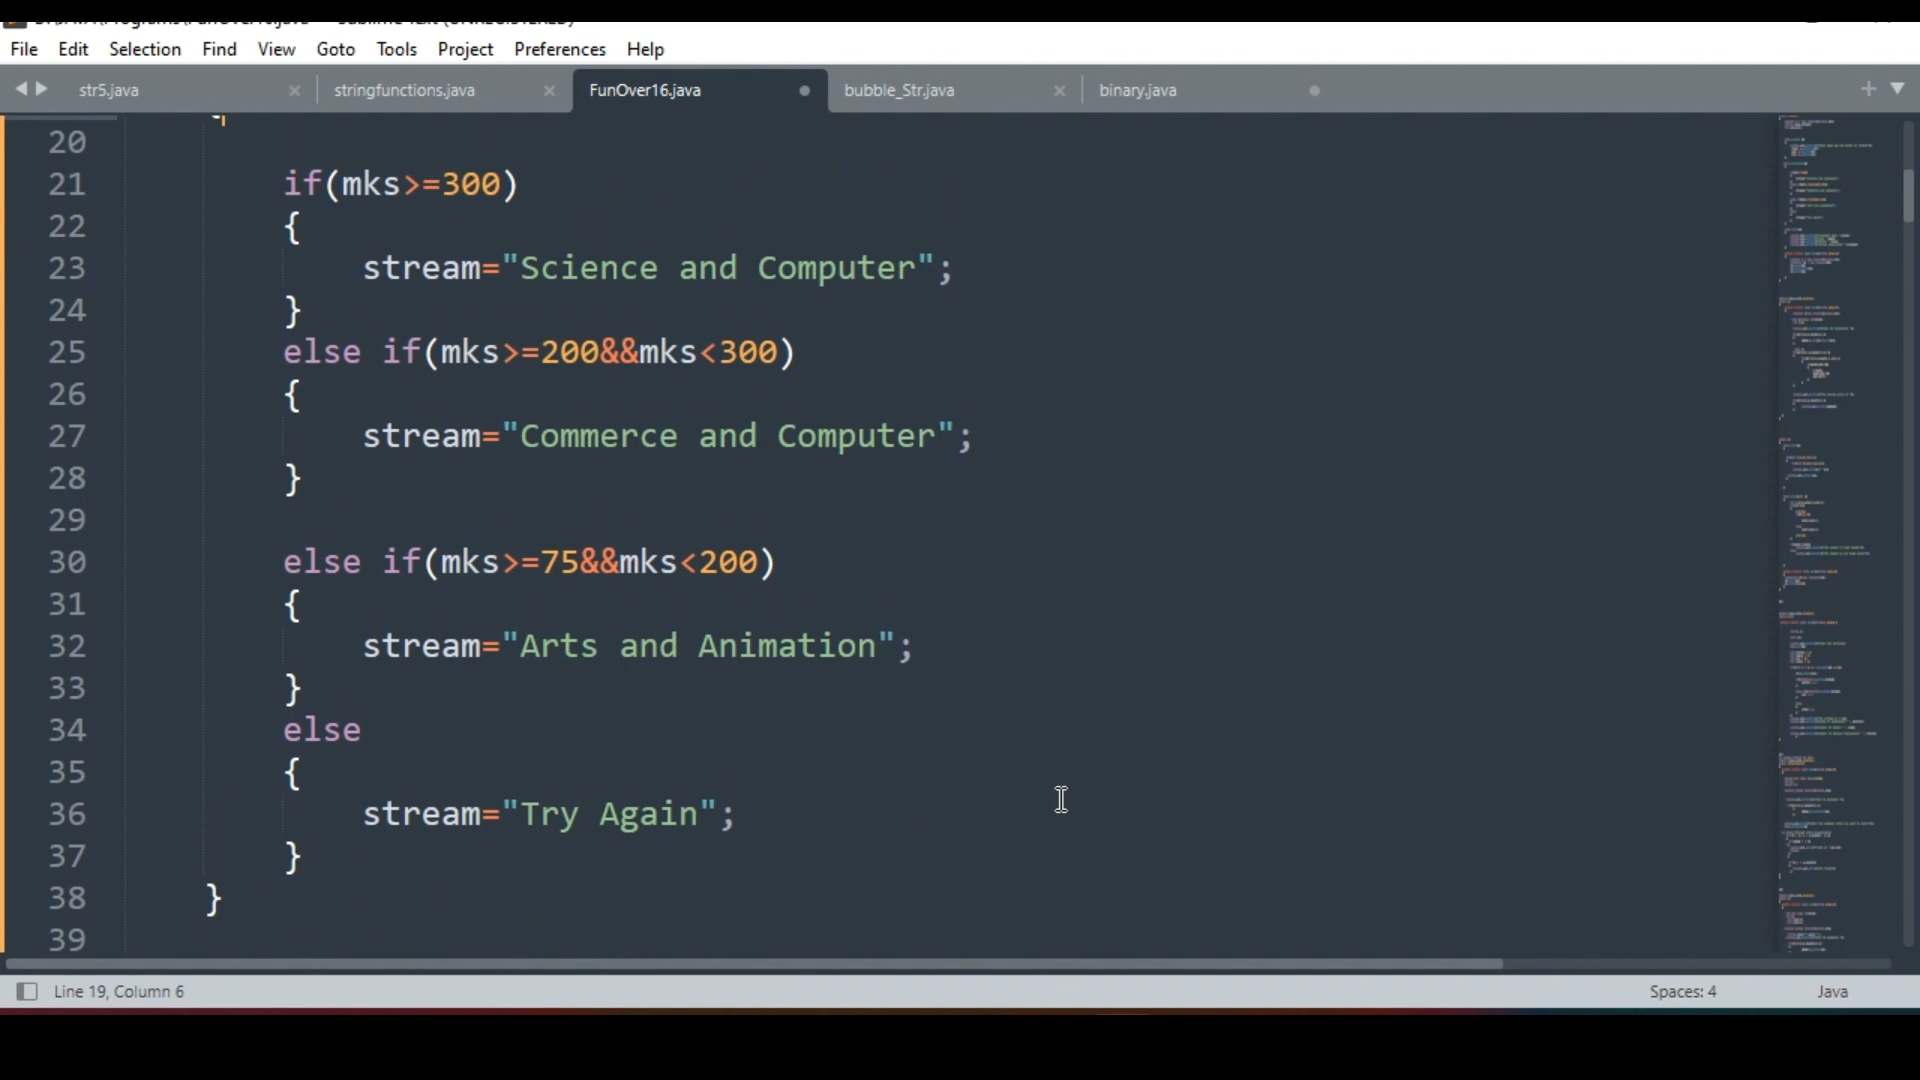 File Edit Selection Find View Goto Tools Project Preferences Help
str5.java stringfunctions.java FunOver16.java bubble_Str.java binary.java
20
21 if(mks>=300)
22 {
23 stream="Science and Computer";
24 }
25 else if(mks>=200&&mks<300)
26 {
27 stream="Commerce and Computer";
28 }
29
30 else if(mks>=75&&mks<200)
31 {
32 stream="Arts and Animation";
33 }
34 else
35 {
36 stream="Try Again";
37 }
38 }
39
Line 19, Column 6 Spaces: 4 Java